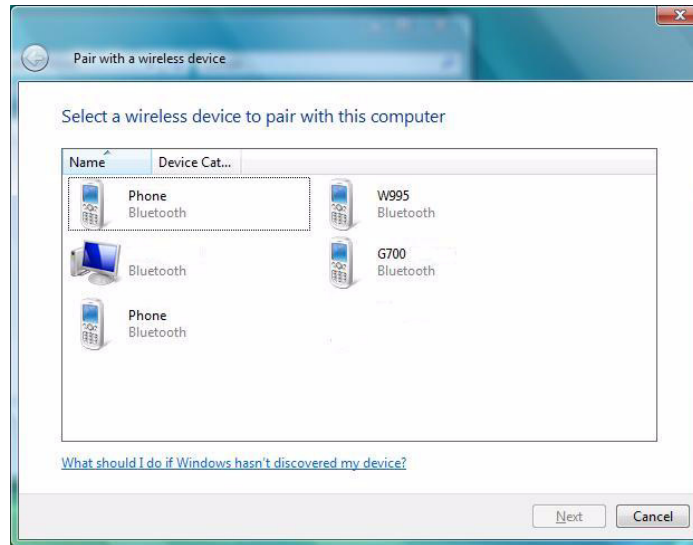 Pair with a wireless device
Select a wireless device to pair with this computer
Name Device Cat...
Phone
Bluetooth
W995
Bluetooth
Bluetooth
G700
Bluetooth
Phone
Bluetooth
What should I do if Windows hasn't discovered my device?
Next Cancel